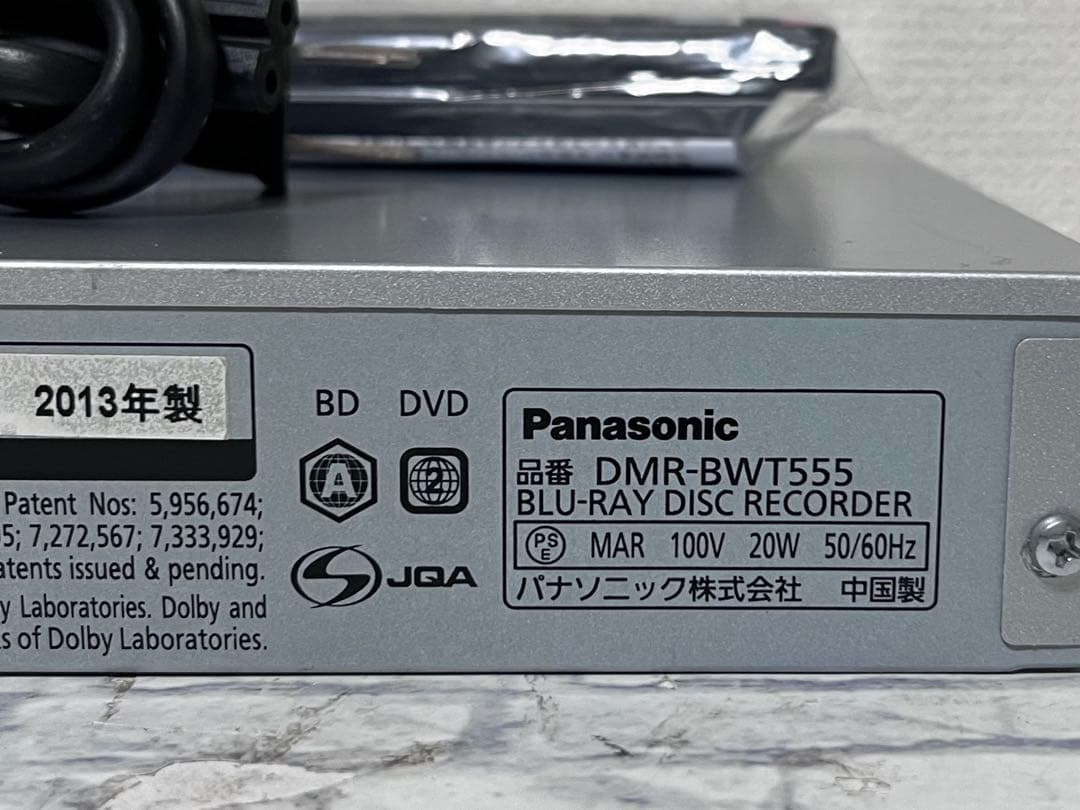 2013年製
Patent Nos: 5,956,674;
5; 7,272,567; 7,333,929;
atents issued & pending.
y Laboratories. Dolby and
s of Dolby Laboratories.
BD DVD
A 2
JQA
Panasonic
品番 DMR-BWT555
BLU-RAY DISC RECORDER
PSE MAR 100V 20W 50/60Hz
パナソニック株式会社 中国製